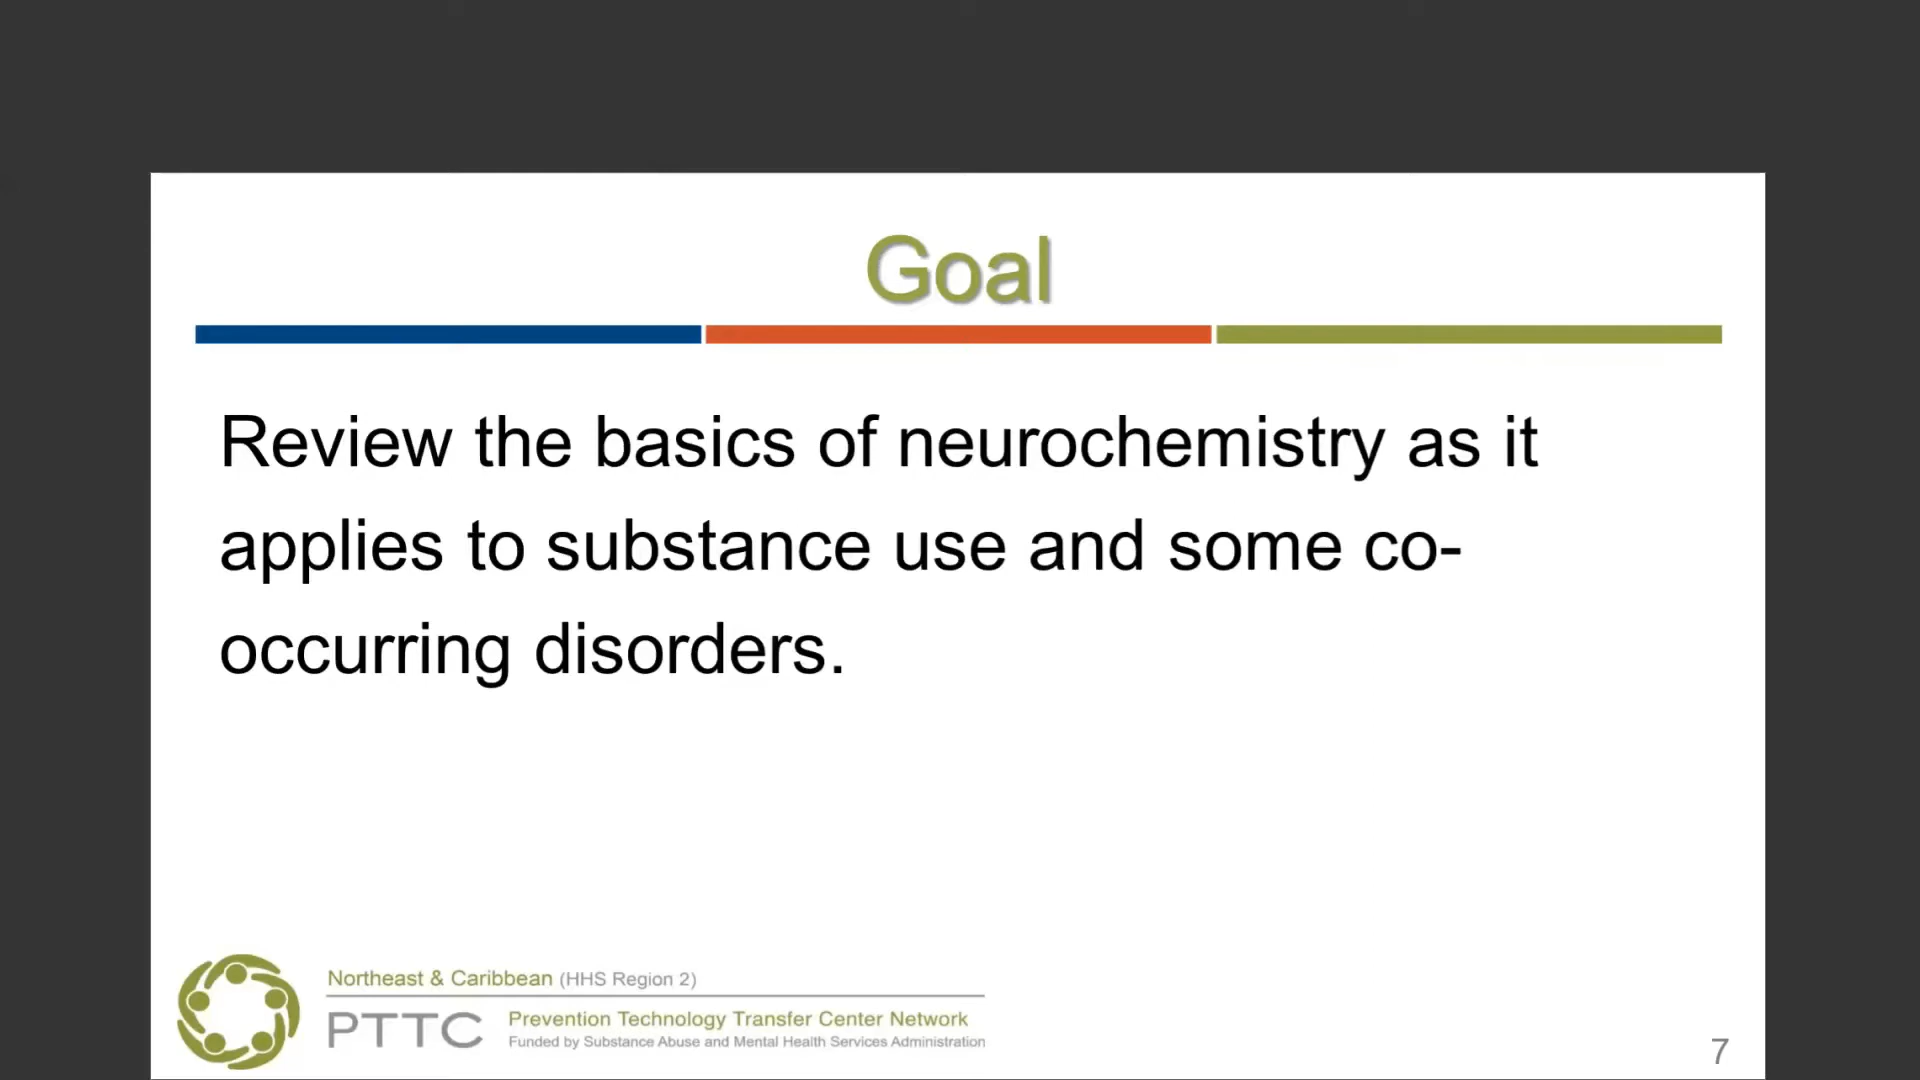 Goal
Review the basics of neurochemistry as it
applies to substance use and some co-
occurring disorders.
Northeast & Caribbean (HHS Region 2)
PTTC
Prevention Technology Transfer Center Network
Funded by Substance Abuse and Mental Health Services Administration
7